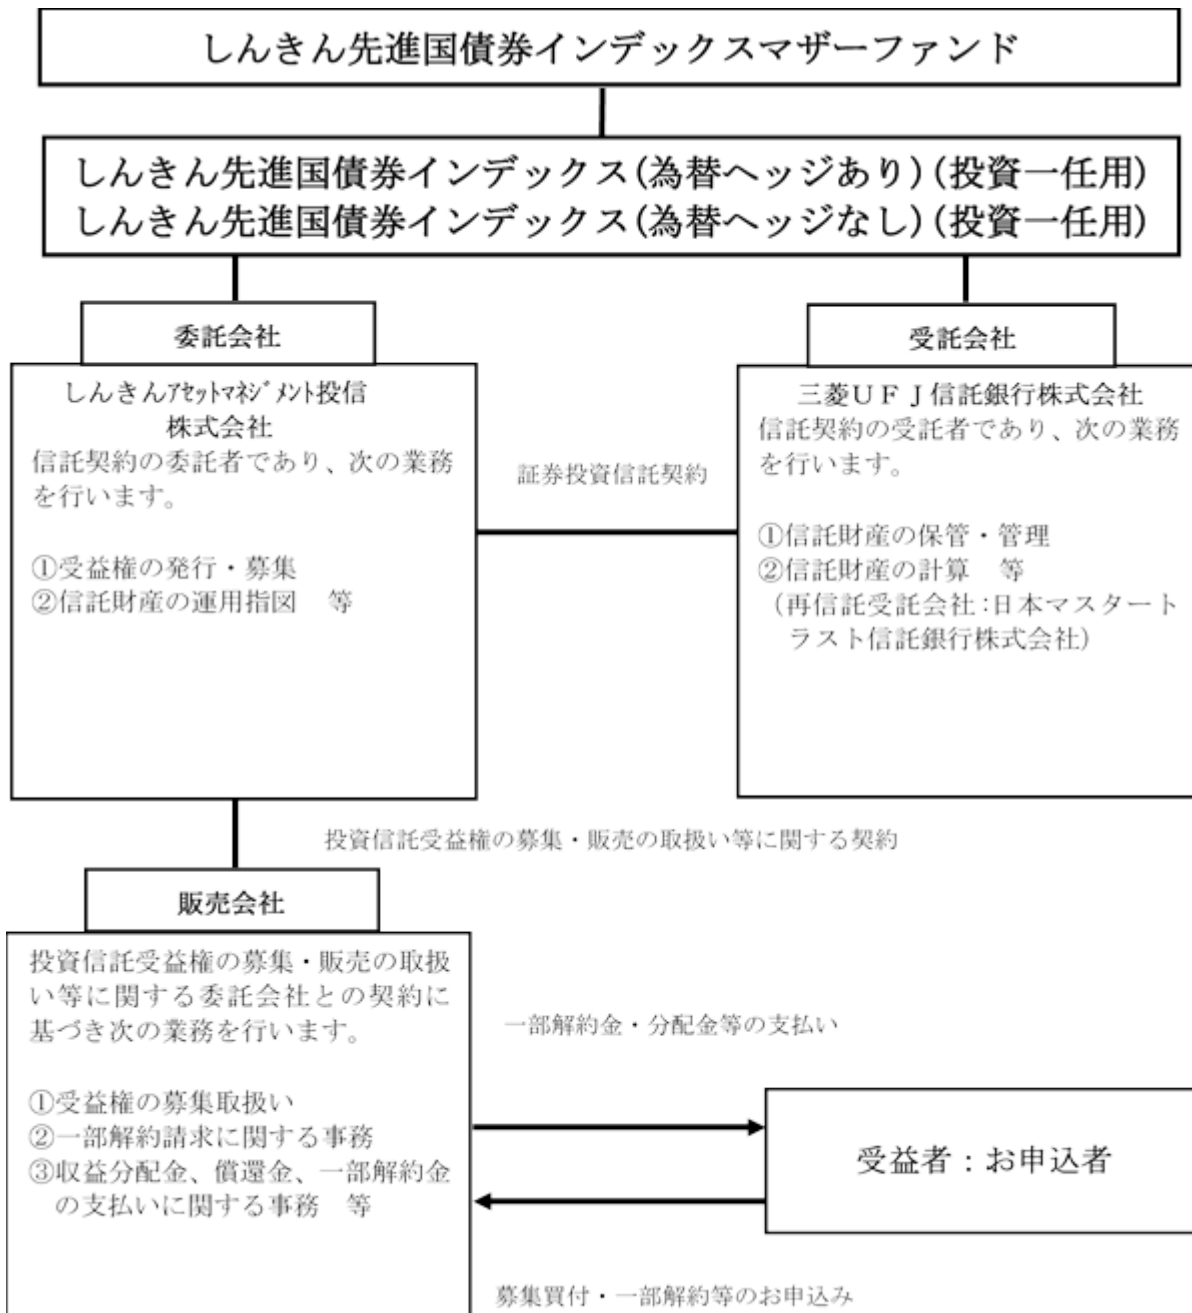 しんきん先進国債券インデックスマザーファンド
しんきん先進国債券インデックス(為替ヘッジあり)(投資一任用)
しんきん先進国債券インデックス(為替ヘッジなし)(投資一任用)
委託会社
しんきんｱｾｯﾄﾏﾈｼﾞﾒﾝﾄ投信
株式会社
信託契約の委託者であり、次の業務
を行います。
①受益権の発行・募集
②信託財産の運用指図　等
証券投資信託契約
受託会社
三菱ＵＦＪ信託銀行株式会社
信託契約の受託者であり、次の業務
を行います。
①信託財産の保管・管理
②信託財産の計算　等
（再信託受託会社：日本マスタート
ラスト信託銀行株式会社）
投資信託受益権の募集・販売の取扱い等に関する契約
販売会社
投資信託受益権の募集・販売の取扱
い等に関する委託会社との契約に
基づき次の業務を行います。
①受益権の募集取扱い
②一部解約請求に関する事務
③収益分配金、償還金、一部解約金
の支払いに関する事務　等
一部解約金・分配金等の支払い
受益者：お申込者
募集買付・一部解約等のお申込み